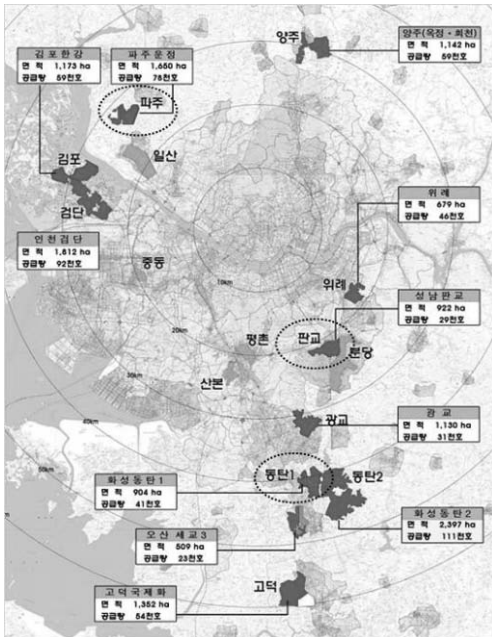 김포한강
면 적 1,173 ha
공급량 59천호
파주운정
면 적 1,650 ha
공급량 78천호
양주
양주(옥정·회천)
면 적 1,142 ha
공급량 59천호
파주
일산
김포
검단
인천검단
면 적 1,812 ha
공급량 92천호
중동
위례
면 적 679 ha
공급량 46천호
위례
10km
성남판교
면 적 922 ha
공급량 29천호
20km
평촌
판교
분당
산본
30km
광교
면 적 1,130 ha
공급량 31천호
광교
40km
50km
동탄1
동탄2
화성동탄1
면 적 904 ha
공급량 41천호
화성동탄2
면 적 2,397 ha
공급량 111천호
오산세교3
면 적 509 ha
공급량 23천호
고덕국제화
면 적 1,352 ha
공급량 54천호
고덕